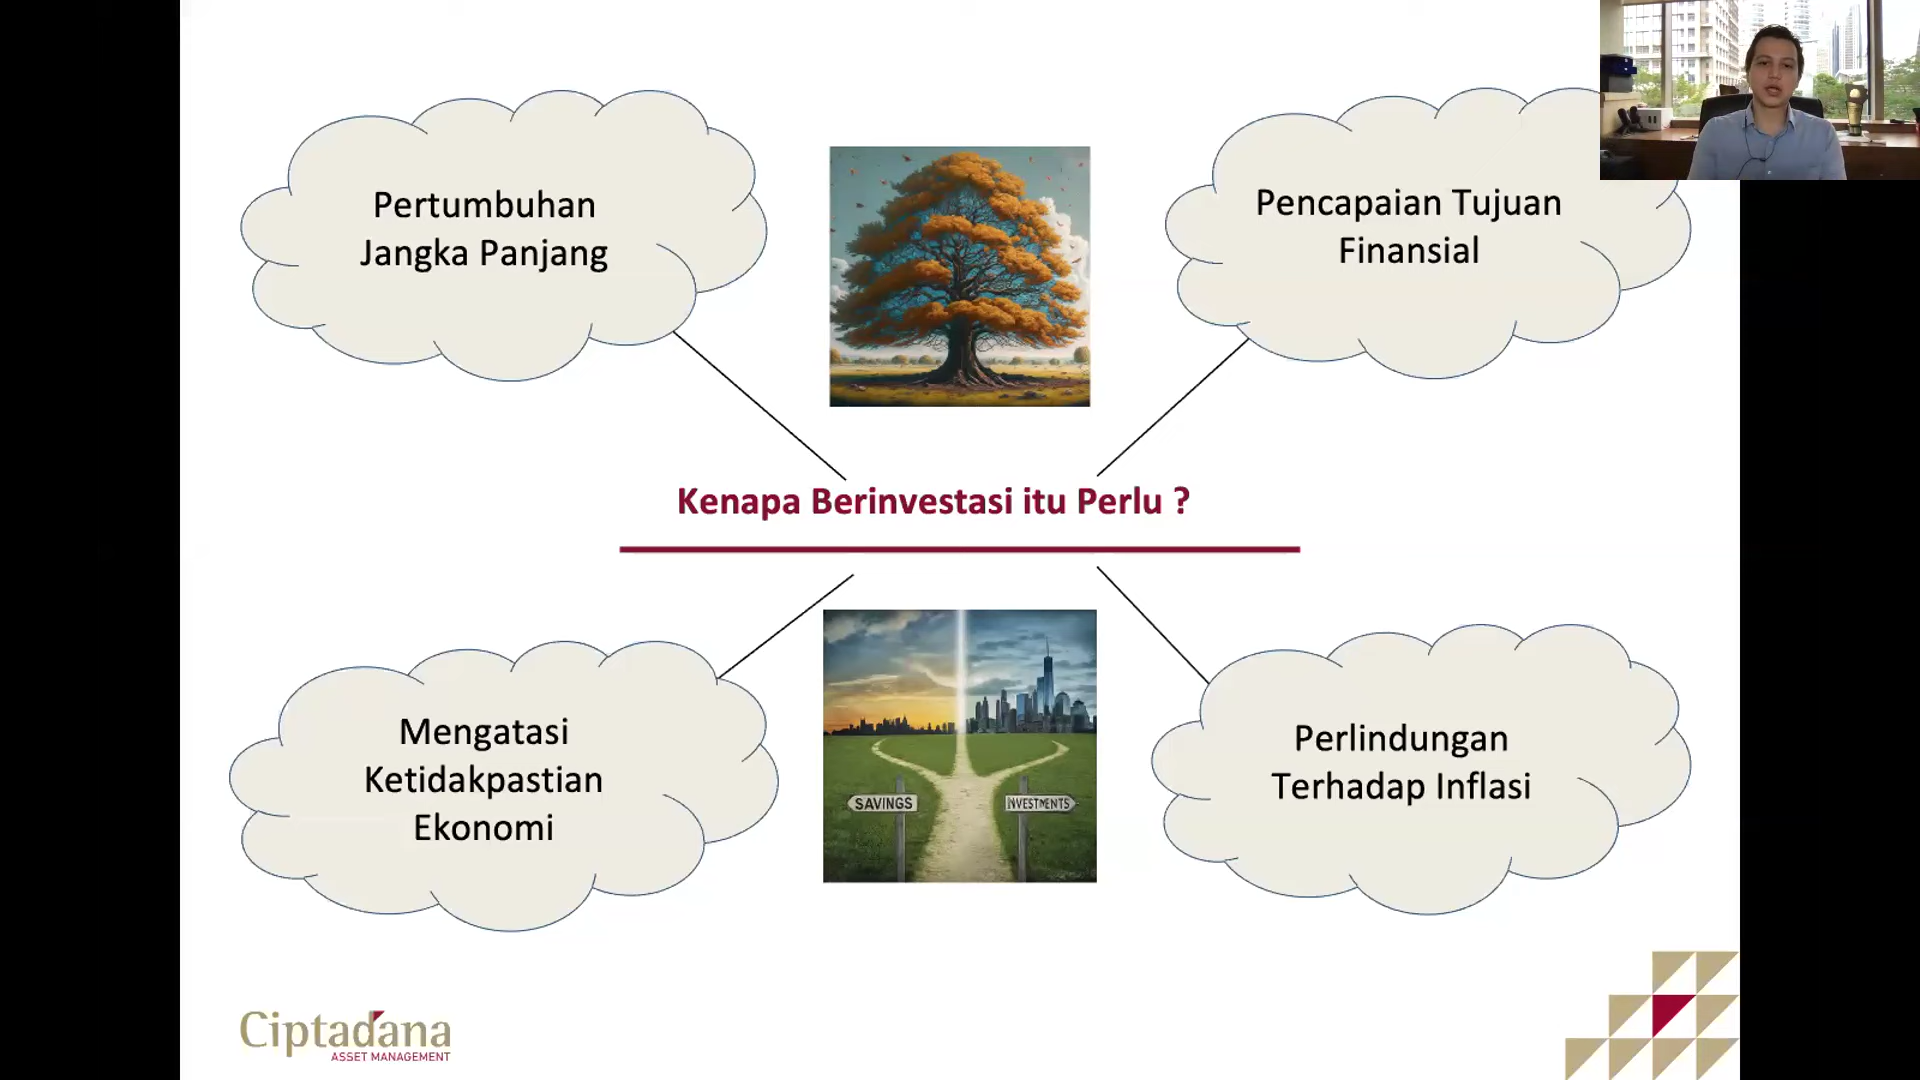 Pertumbuhan
Jangka Panjang
Pencapaian Tujuan
Finansial
Kenapa Berinvestasi itu Perlu ?
Mengatasi
Ketidakpastian
Ekonomi
SAVINGS
INVESTMENTS
Perlindungan
Terhadap Inflasi
Ciptadana
ASSET MANAGEMENT